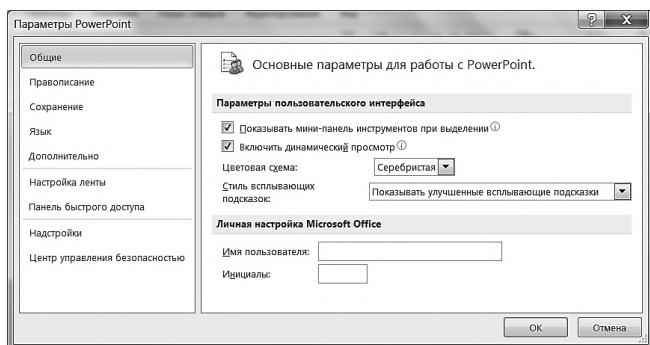 Параметры PowerPoint
Общие
Правописание
Сохранение
Язык
Дополнительно
Настройка ленты
Панель быстрого доступа
Надстройки
Центр управления безопасностью
Основные параметры для работы с PowerPoint.
Параметры пользовательского интерфейса
Показывать мини-панель инструментов при выделении
Включить динамический просмотр
Цветовая схема: Серебристая
Стиль всплывающих
подсказок: Показывать улучшенные всплывающие подсказки
Личная настройка Microsoft Office
Имя пользователя:
Инициалы:
ОК Отмена